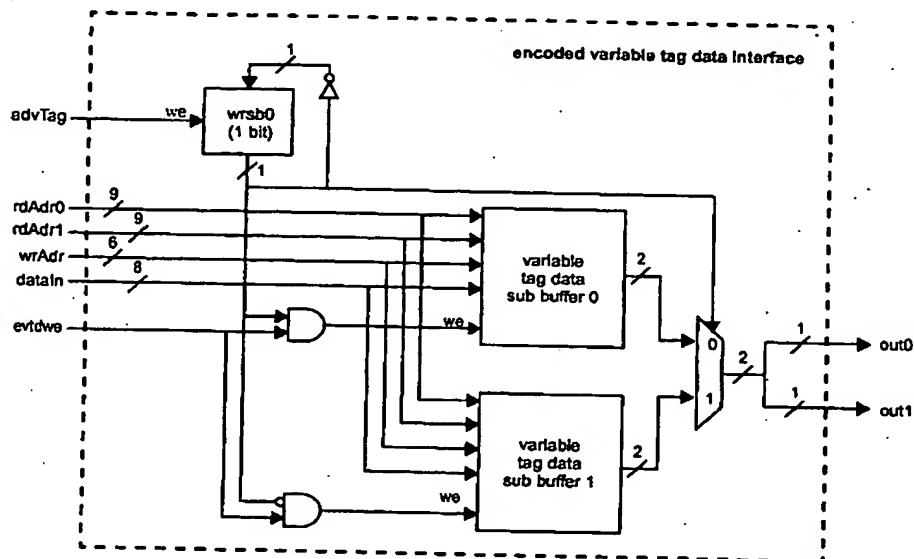 encoded variable tag data interface
1
advTag
we
wrsb0
(1 bit)
1
rdAdr0
9
rdAdr1
9
wrAdr
6
dataIn
8
evtdwe
variable
tag data
sub buffer 0
2
we
0
1
2
1
out0
1
out1
variable
tag data
sub buffer 1
2
we